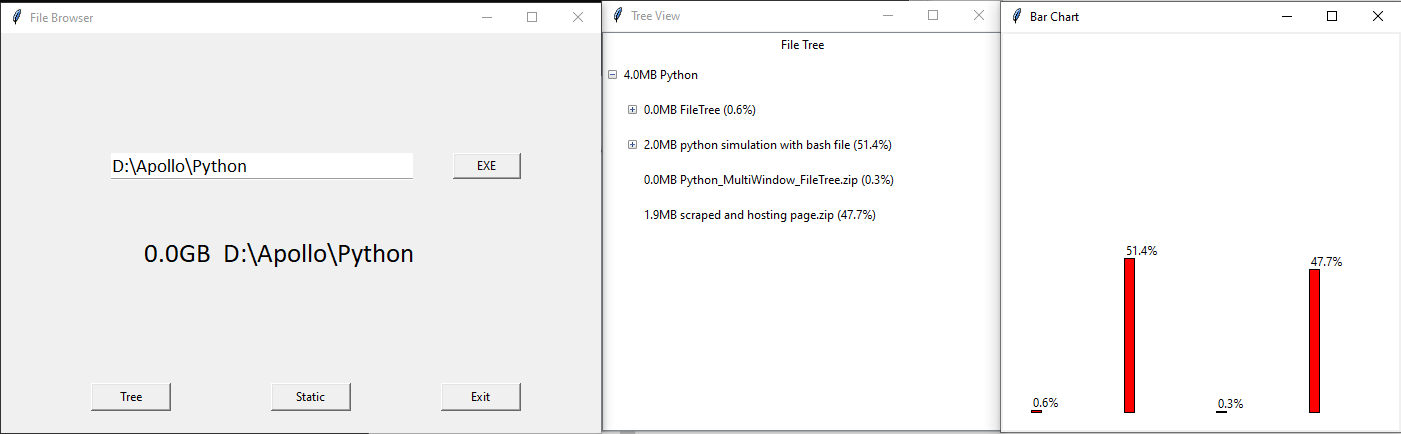 File Browser
D:\Apollo\Python
EXE
0.0GB D:\Apollo\Python
Tree
Static
Exit
Tree View
File Tree
4.0MB Python
0.0MB FileTree (0.6%)
2.0MB python simulation with bash file (51.4%)
0.0MB Python_MultiWindow_FileTree.zip (0.3%)
1.9MB scraped and hosting page.zip (47.7%)
Bar Chart
51.4%
47.7%
0.6%
0.3%